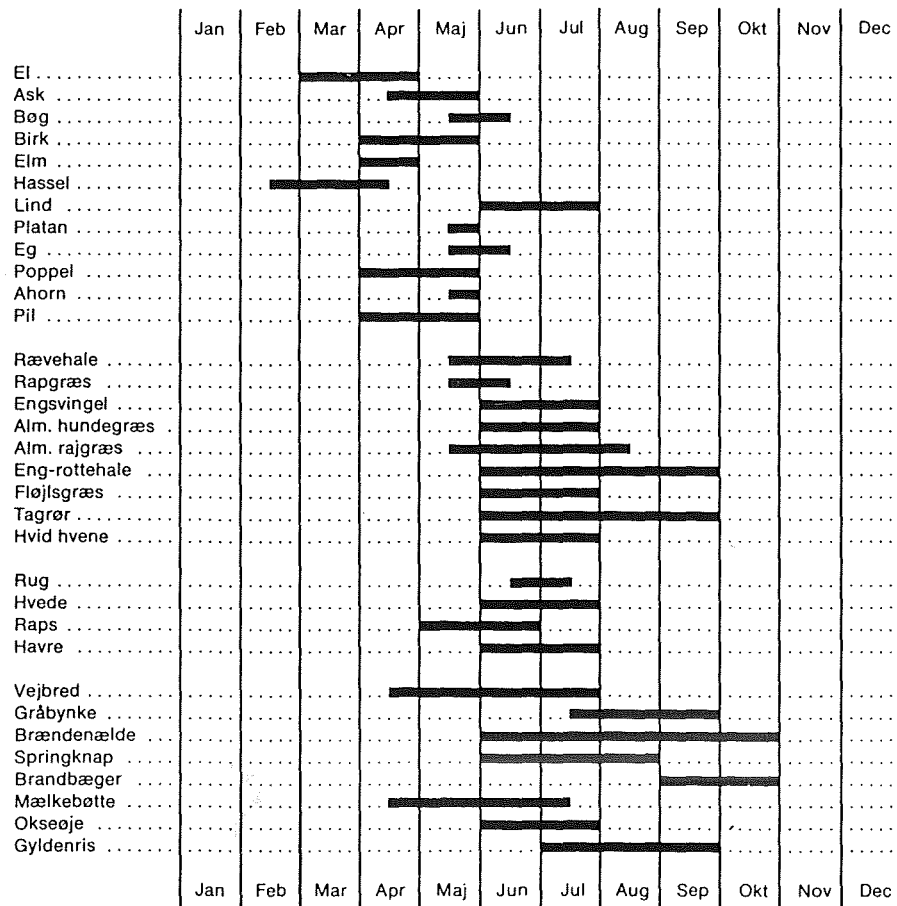 Jan Feb Mar Apr Maj Jun Jul Aug Sep Okt Nov Dec
El
Ask
Bøg
Birk
Elm
Hassel
Lind
Platan
Eg
Poppel
Ahorn
Pil
Rævehale
Rapgræs
Engsvingel
Alm. hundegræs
Alm. rajgræs
Eng-rottehale
Fløjlsgræs
Tagrør
Hvid hvene
Rug
Hvede
Raps
Havre
Vejbred
Gråbynke
Brændenælde
Springknap
Brandbæger
Mælkebøtte
Okseøje
Gyldenris
Jan Feb Mar Apr Maj Jun Jul Aug Sep Okt Nov Dec